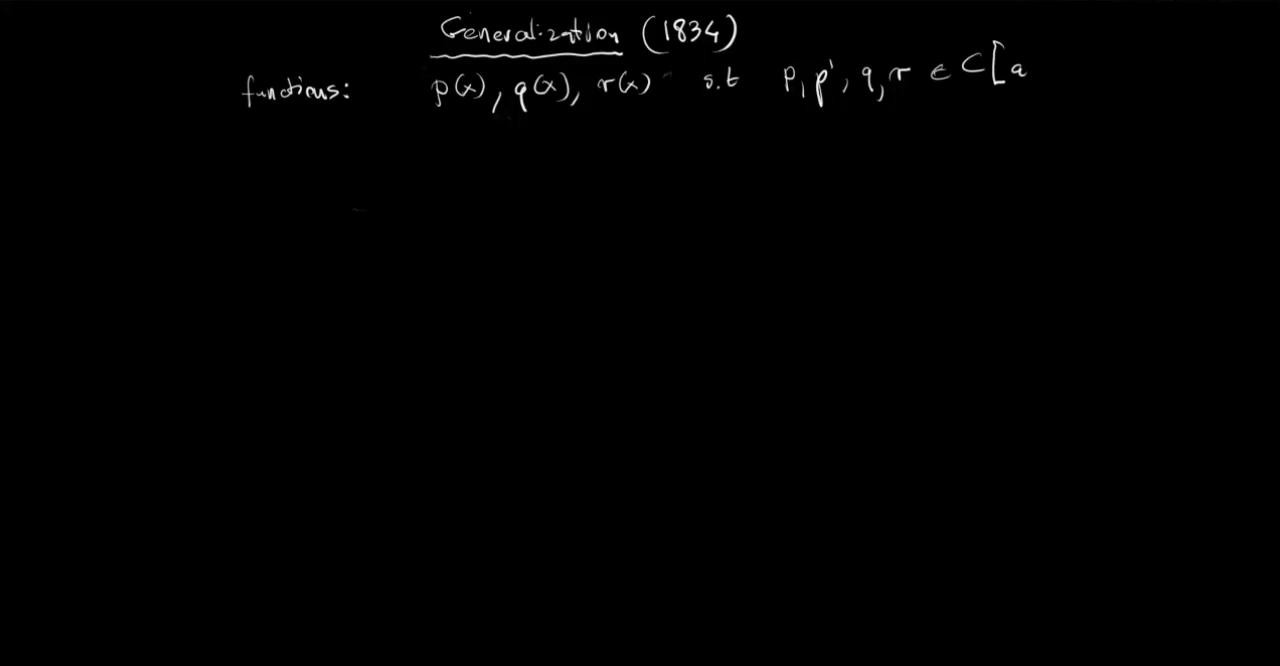 Generalization (1834)
functions: p(x), q(x), r(x) s.t p, p', q, r ∈ C[a